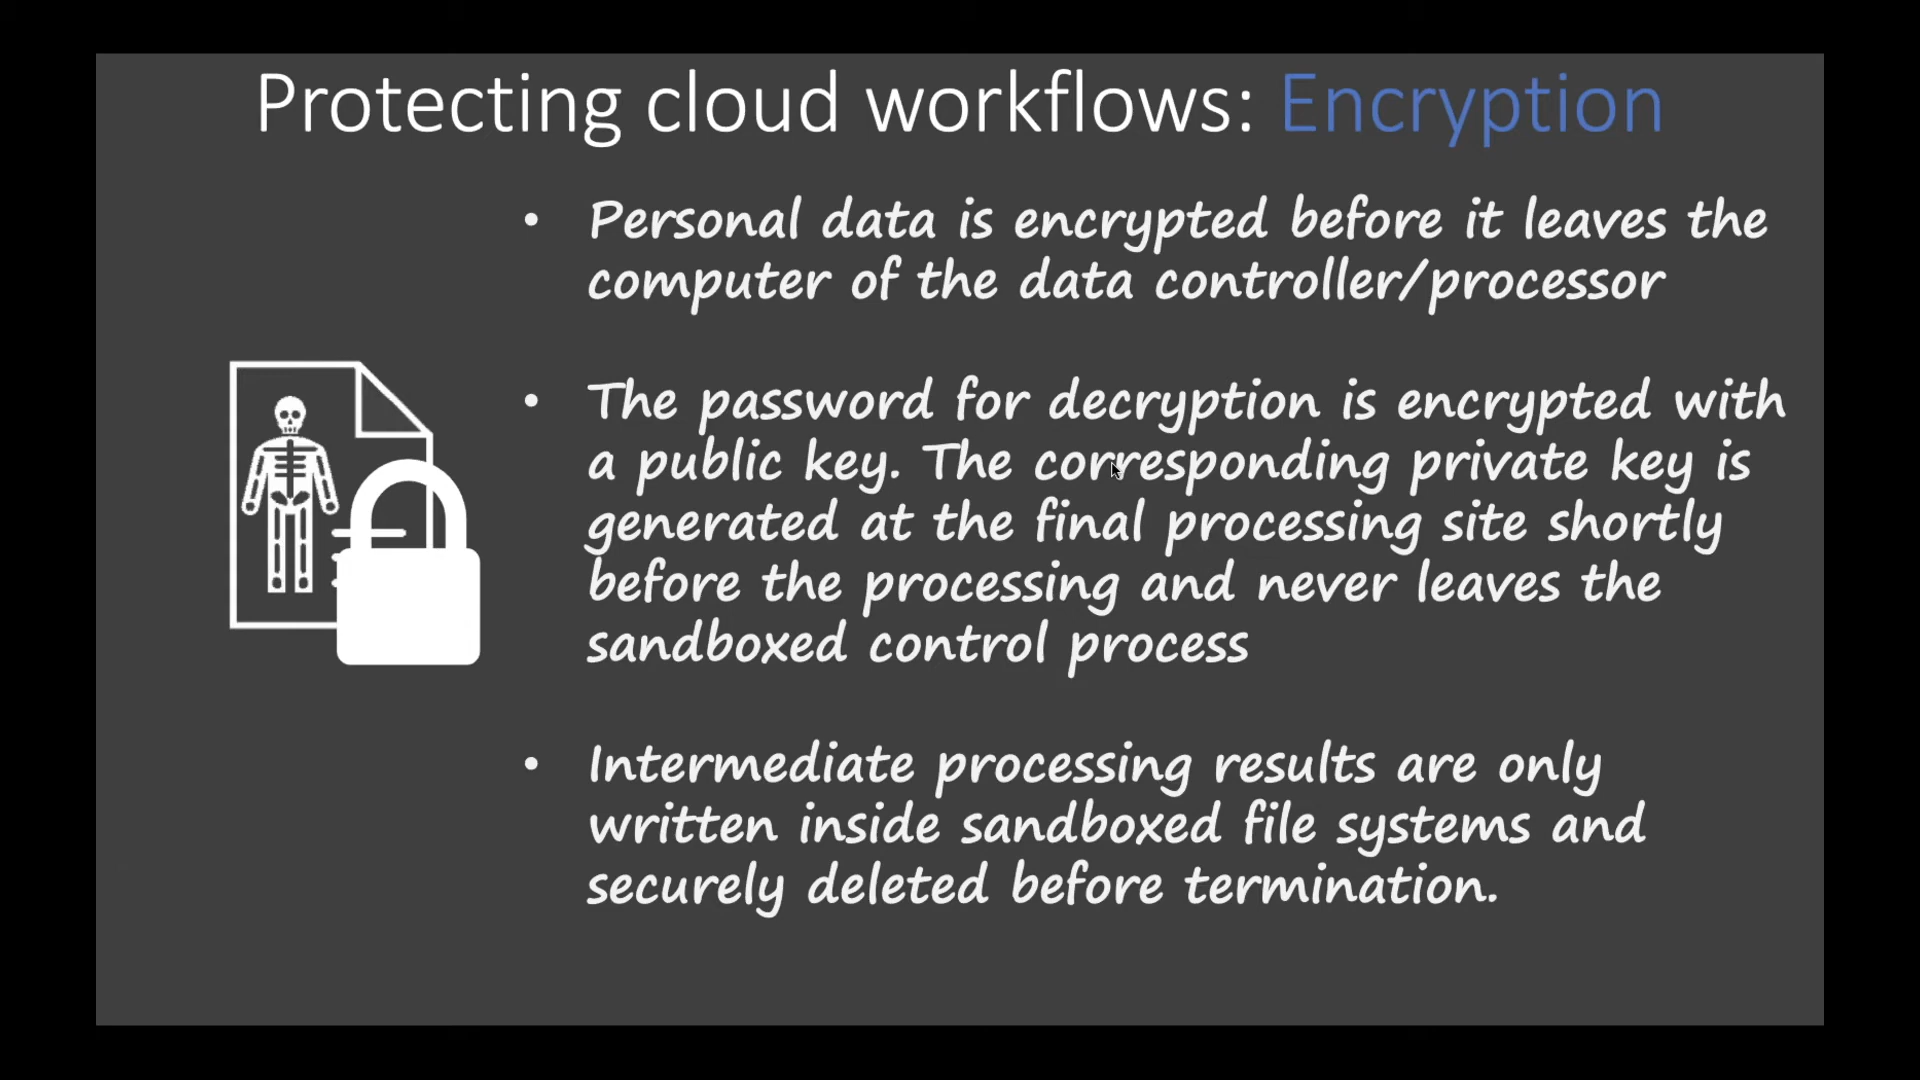 Protecting cloud workflows: Encryption
• Personal data is encrypted before it leaves the
computer of the data controller/processor
• The password for decryption is encrypted with
a public key. The corresponding private key is
generated at the final processing site shortly
before the processing and never leaves the
sandboxed control process
• Intermediate processing results are only
written inside sandboxed file systems and
securely deleted before termination.